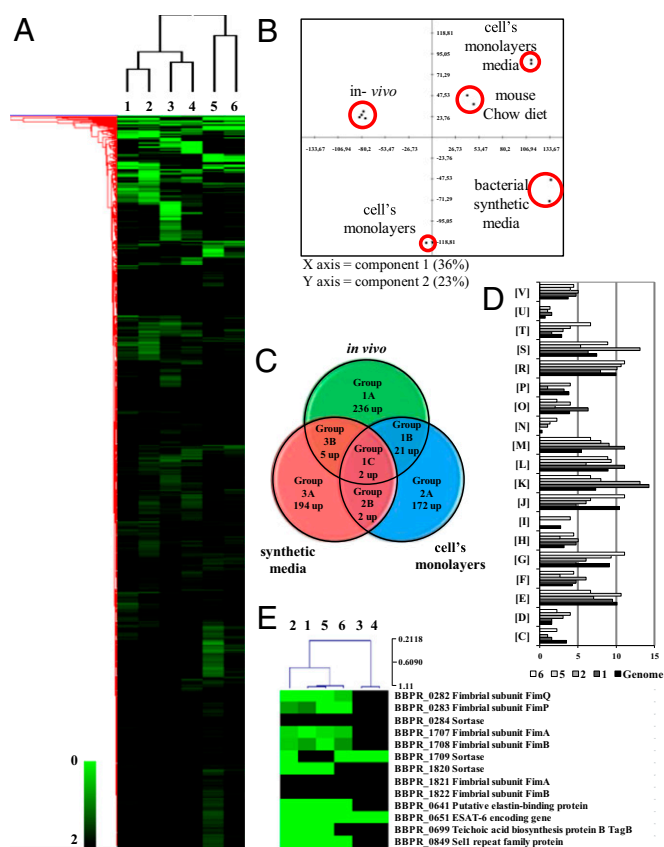 A
1 2 3 4 5 6
0
2
B
118,81
95,05
71,29
47,53
23,76
-133,67 -106,94 -80,2 -53,47 -26,73 26,73 53,47 80,2 106,94 133,67
-23,76
-47,53
-71,29
-95,05
-118,81
cell's
monolayers
media
in- vivo
mouse
Chow diet
bacterial
synthetic
media
cell's
monolayers
X axis = component 1 (36%)
Y axis = component 2 (23%)
C
in vivo
Group
1A
236 up
Group
3B
5 up
Group
1B
21 up
Group
1C
2 up
Group
3A
194 up
Group
2B
2 up
Group
2A
172 up
synthetic
media
cell's
monolayers
D
[V]
[U]
[T]
[S]
[R]
[P]
[O]
[N]
[M]
[L]
[K]
[J]
[I]
[H]
[G]
[F]
[E]
[D]
[C]
0 5 10 15
6 5 2 1 Genome
E
2 1 5 6 3 4
0.2118
0.6090
1.11
BBPR_0282 Fimbrial subunit FimQ
BBPR_0283 Fimbrial subunit FimP
BBPR_0284 Sortase
BBPR_1707 Fimbrial subunit FimA
BBPR_1708 Fimbrial subunit FimB
BBPR_1709 Sortase
BBPR_1820 Sortase
BBPR_1821 Fimbrial subunit FimA
BBPR_1822 Fimbrial subunit FimB
BBPR_0641 Putative elastin-binding protein
BBPR_0651 ESAT-6 encoding gene
BBPR_0699 Teichoic acid biosynthesis protein B TagB
BBPR_0849 Sel1 repeat family protein